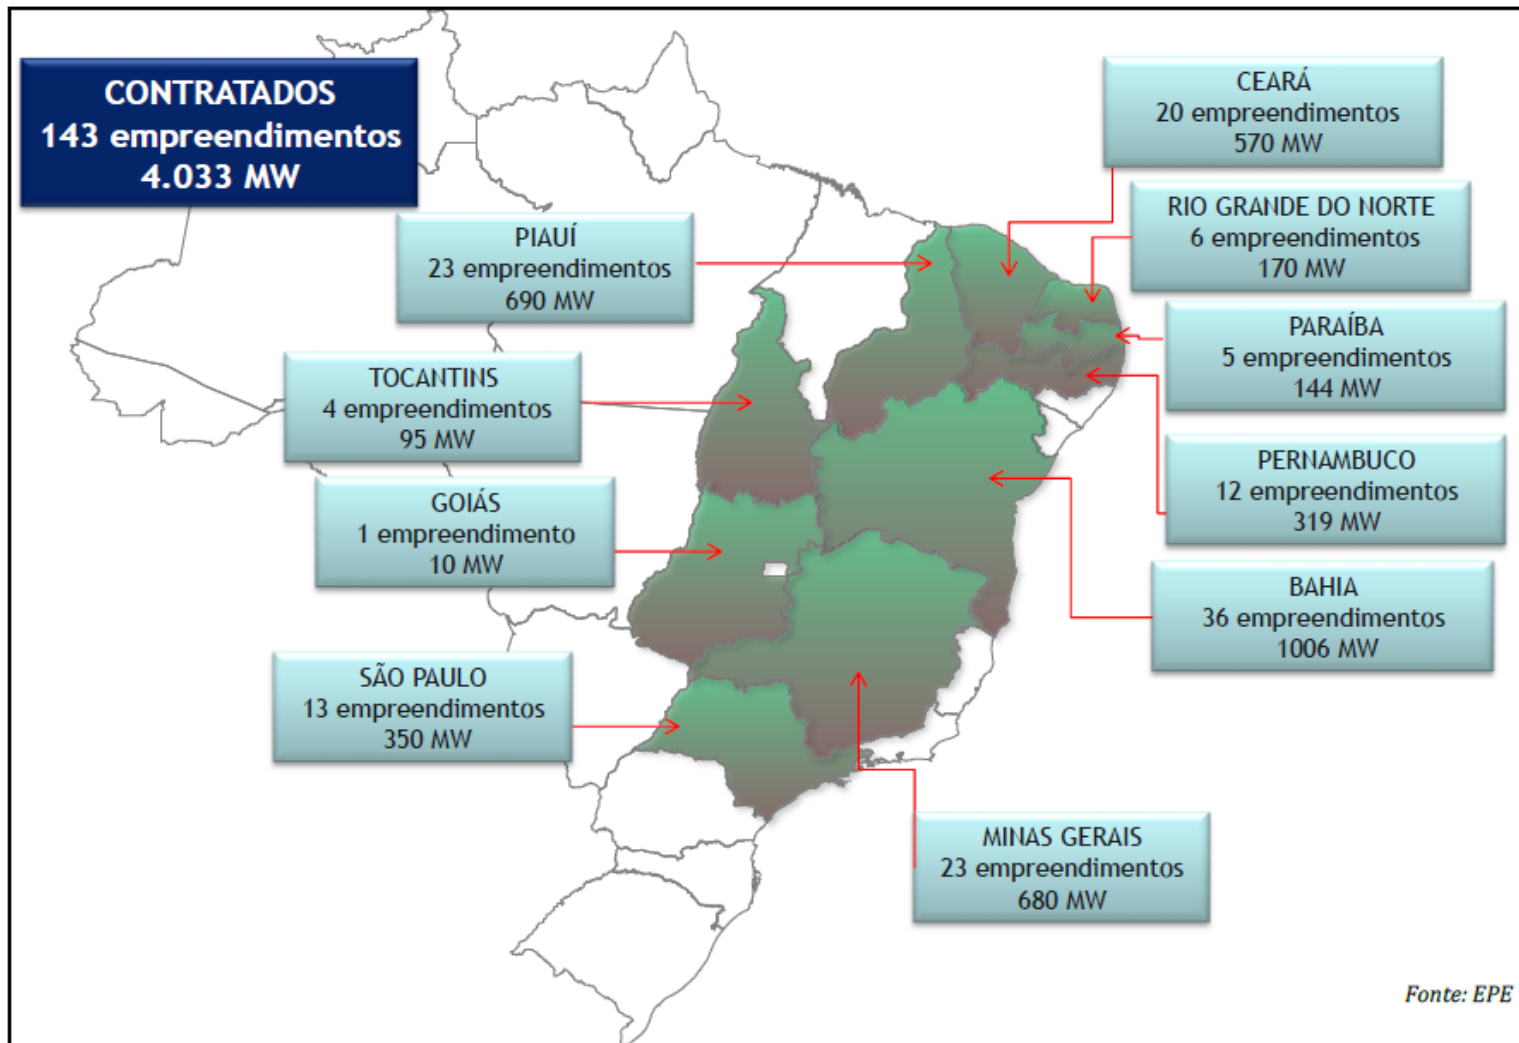 CONTRATADOS
143 empreendimentos
4.033 MW
CEARÁ
20 empreendimentos
570 MW
RIO GRANDE DO NORTE
6 empreendimentos
170 MW
PIAUÍ
23 empreendimentos
690 MW
PARAÍBA
5 empreendimentos
144 MW
TOCANTINS
4 empreendimentos
95 MW
PERNAMBUCO
12 empreendimentos
319 MW
GOIÁS
1 empreendimento
10 MW
BAHIA
36 empreendimentos
1006 MW
SÃO PAULO
13 empreendimentos
350 MW
MINAS GERAIS
23 empreendimentos
680 MW
Fonte: EPE